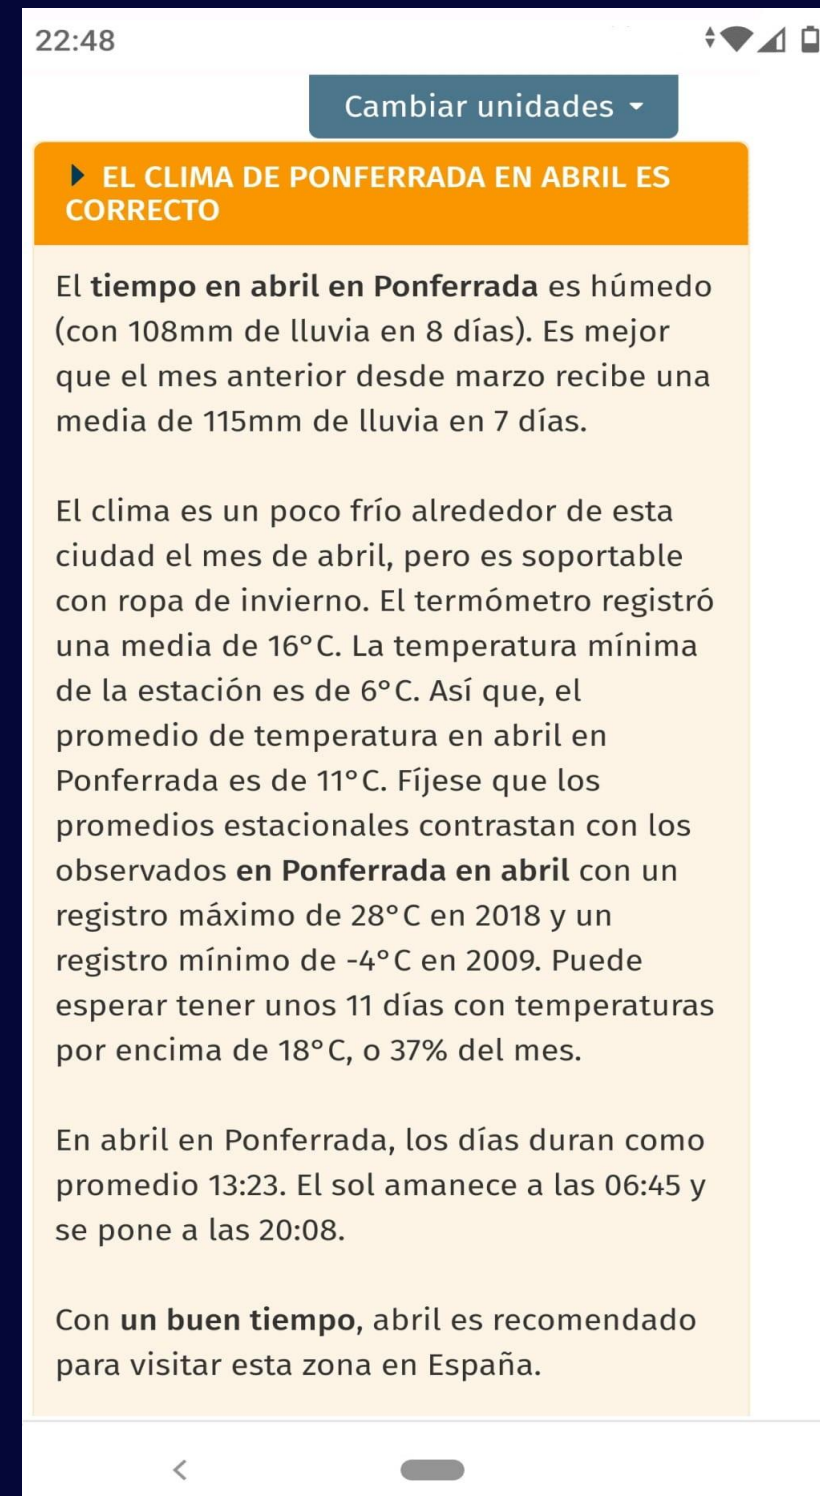 22:48
Cambiar unidades
EL CLIMA DE PONFERRADA EN ABRIL ES
CORRECTO
El tiempo en abril en Ponferrada es húmedo
(con 108mm de lluvia en 8 días). Es mejor
que el mes anterior desde marzo recibe una
media de 115mm de lluvia en 7 días.
El clima es un poco frío alrededor de esta
ciudad el mes de abril, pero es soportable
con ropa de invierno. El termómetro registró
una media de 16°C. La temperatura mínima
de la estación es de 6°C. Así que, el
promedio de temperatura en abril en
Ponferrada es de 11°C. Fíjese que los
promedios estacionales contrastan con los
observados en Ponferrada en abril con un
registro máximo de 28°C en 2018 y un
registro mínimo de -4°C en 2009. Puede
esperar tener unos 11 días con temperaturas
por encima de 18°C, o 37% del mes.
En abril en Ponferrada, los días duran como
promedio 13:23. El sol amanece a las 06:45 y
se pone a las 20:08.
Con un buen tiempo, abril es recomendado
para visitar esta zona en España.